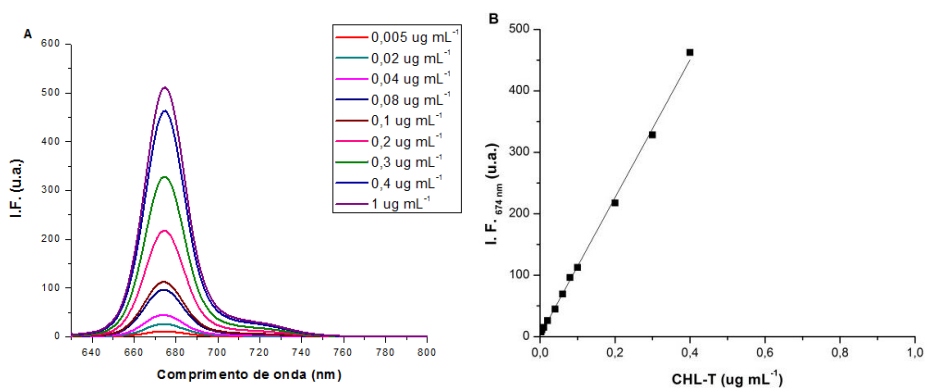 A
I.F. (u.a.)
600
500
400
300
200
100
0
640 660 680 700 720 740 760 780 800
Comprimento de onda (nm)
0,005 ug mL⁻¹
0,02 ug mL⁻¹
0,04 ug mL⁻¹
0,08 ug mL⁻¹
0,1 ug mL⁻¹
0,2 ug mL⁻¹
0,3 ug mL⁻¹
0,4 ug mL⁻¹
1 ug mL⁻¹
B
I. F. 674 nm (u.a.)
500
400
300
200
100
0
0,0 0,2 0,4 0,6 0,8 1,0
CHL-T (ug mL⁻¹)